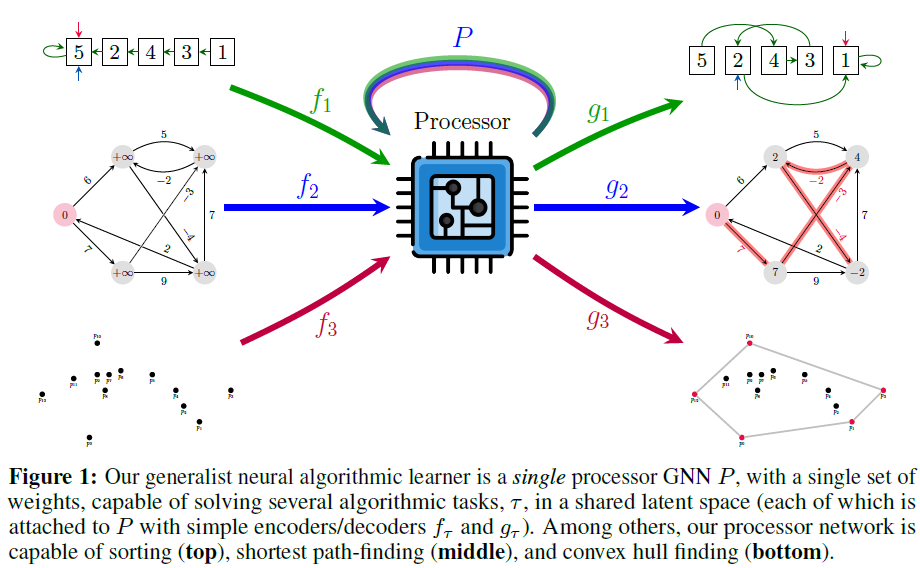 5 2 4 3 1
P
5 2 4 3 1
f₁
Processor
g₁
5
+∞ +∞
6
−2
−3
0
7
−4
2
7
+∞ +∞
9
f₂
g₂
5
2 4
6
−2
−3
0
7
−4
2
7
7 −2
9
f₃
g₃
Figure 1: Our generalist neural algorithmic learner is a single processor GNN P, with a single set of
weights, capable of solving several algorithmic tasks, τ, in a shared latent space (each of which is
attached to P with simple encoders/decoders fτ and gτ). Among others, our processor network is
capable of sorting (top), shortest path-finding (middle), and convex hull finding (bottom).